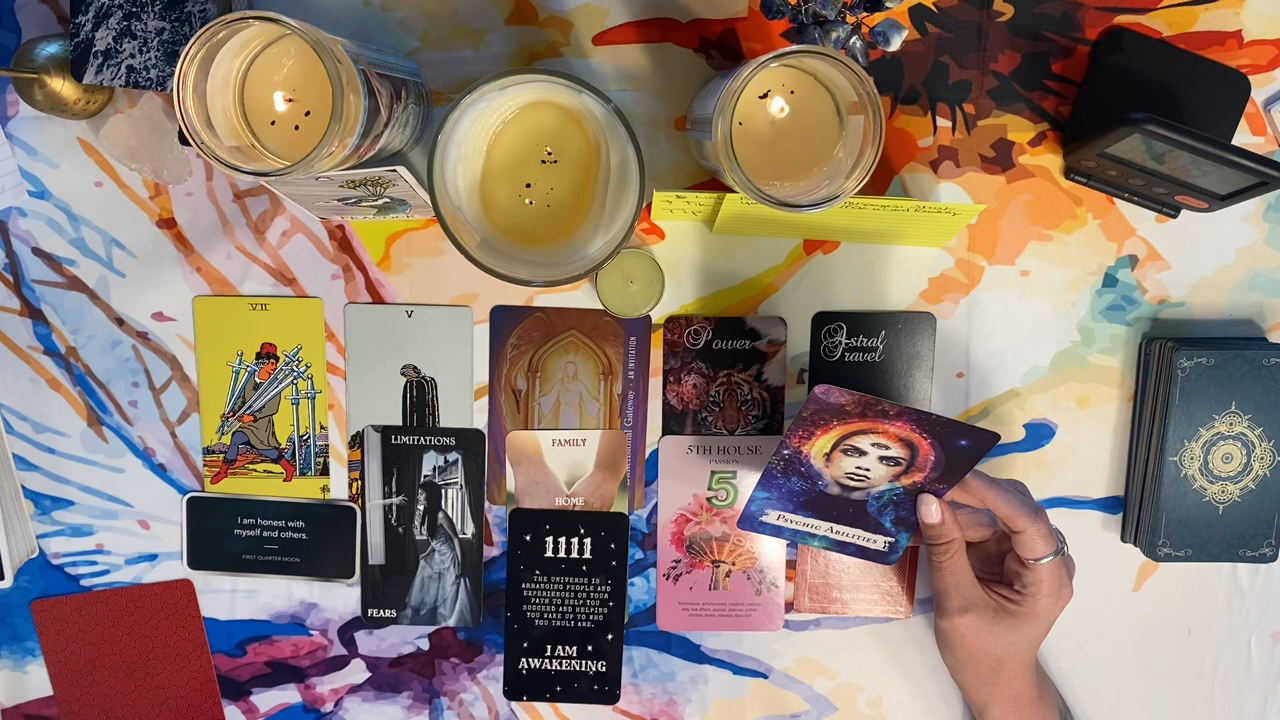 VII
V
Power
Astral
Travel
AN INVITATION
LIMITATIONS
FEARS
FAMILY
HOME
5TH HOUSE
PASSION
5
PSYCHIC ABILITIES
I am honest with
myself and others.
FIRST QUARTER MOON
1111
THE UNIVERSE IS
ARRANGING PEOPLE AND
EXPERIENCES ON YOUR
PATH TO HELP YOU
SUCCEED AND HELPING
YOU WAKE UP TO WHO
YOU TRULY ARE.
I AM
AWAKENING